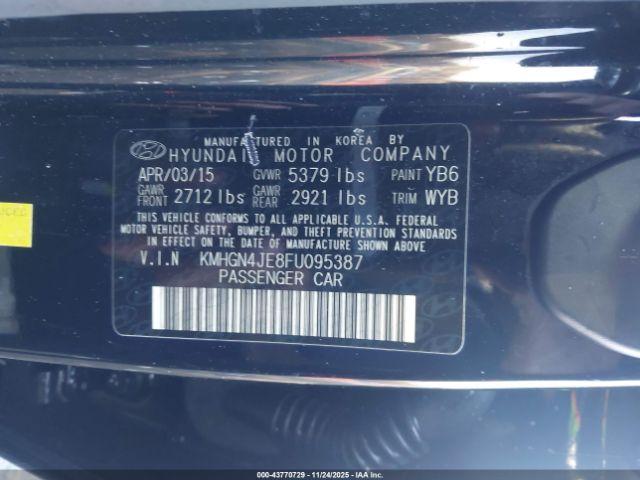 MANUFACTURED IN KOREA BY
HYUNDAI MOTOR COMPANY
APR/03/15 GVWR 5379 lbs PAINT YB6
GAWR FRONT 2712 lbs GAWR REAR 2921 lbs TRIM WYB
THIS VEHICLE CONFORMS TO ALL APPLICABLE U.S.A. FEDERAL
MOTOR VEHICLE SAFETY, BUMPER, AND THEFT PREVENTION
STANDARDS IN EFFECT ON THE DATE OF MANUFACTURE SHOWN ABOVE.
V.I.N KMHGN4JE8FU095387
PASSENGER CAR
000-43770729 - 11/24/2025 - COPYRIGHT IAA, LLC